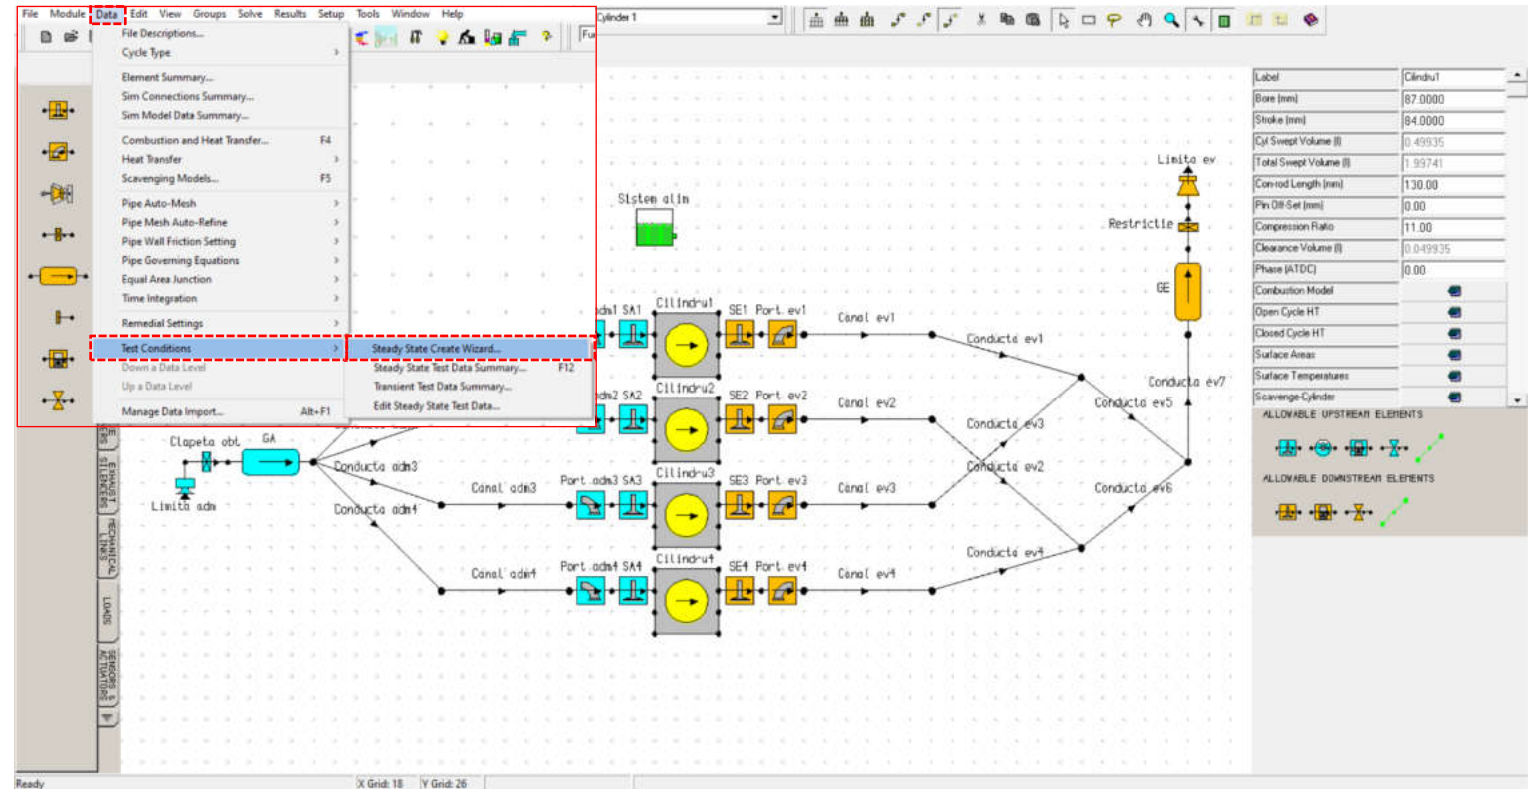 File Module Data Edit View Groups Solve Results Setup Tools Window Help
Cylinder 1
File Descriptions...
Cycle Type
Element Summary...
Sim Connections Summary...
Sim Model Data Summary...
Combustion and Heat Transfer... F4
Heat Transfer
Scavenging Models... F5
Pipe Auto-Mesh
Pipe Mesh Auto-Refine
Pipe Wall Friction Setting
Pipe Governing Equations
Equal Area Junction
Time Integration
Remedial Settings
Test Conditions
Down a Data Level
Up a Data Level
Manage Data Import... Alt+F1
Steady State Create Wizard...
Steady State Test Data Summary... F12
Transient Test Data Summary...
Edit Steady State Test Data...
EXHAUST SILENCERS
MECHANICAL LINKS
LOADS
SENSORS & ACTUATORS
Sistem alim
Limita ev
Restrictie
GE
SA1 Cilindru1 SE1 Port ev1 Canal ev1
Conducta ev1
SA2 Cilindru2 SE2 Port ev2 Canal ev2
Conducta ev7
Conducta ev5
Conducta ev3
Clapeta obt GA
Conducta adm3
Conducta ev2
Canal adm3 Port adm3 SA3 Cilindru3 SE3 Port ev3 Canal ev3
Conducta ev6
Limita adm
Conducta adm4
Conducta ev4
Canal adm4 Port adm4 SA4 Cilindru4 SE4 Port ev4 Canal ev4
Label Cilindru1
Bore (mm) 87.0000
Stroke (mm) 84.0000
Cyl Swept Volume (l) 0.49935
Total Swept Volume (l) 1.99741
Con-rod Length (mm) 130.00
Pin Off-Set (mm) 0.00
Compression Ratio 11.00
Clearance Volume (l) 0.049935
Phase (ATDC) 0.00
Combustion Model
Open Cycle HT
Closed Cycle HT
Surface Areas
Surface Temperatures
Scavenge-Cylinder
ALLOWABLE UPSTREAM ELEMENTS
ALLOWABLE DOWNSTREAM ELEMENTS
Ready X Grid: 18 Y Grid: 26